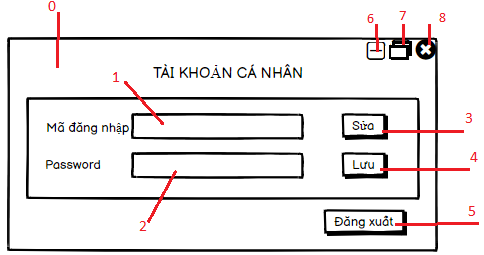 0
6 7 8
TÀI KHOẢN CÁ NHÂN
1
Mã đăng nhập Sửa 3
Password Lưu 4
2
Đăng xuất 5